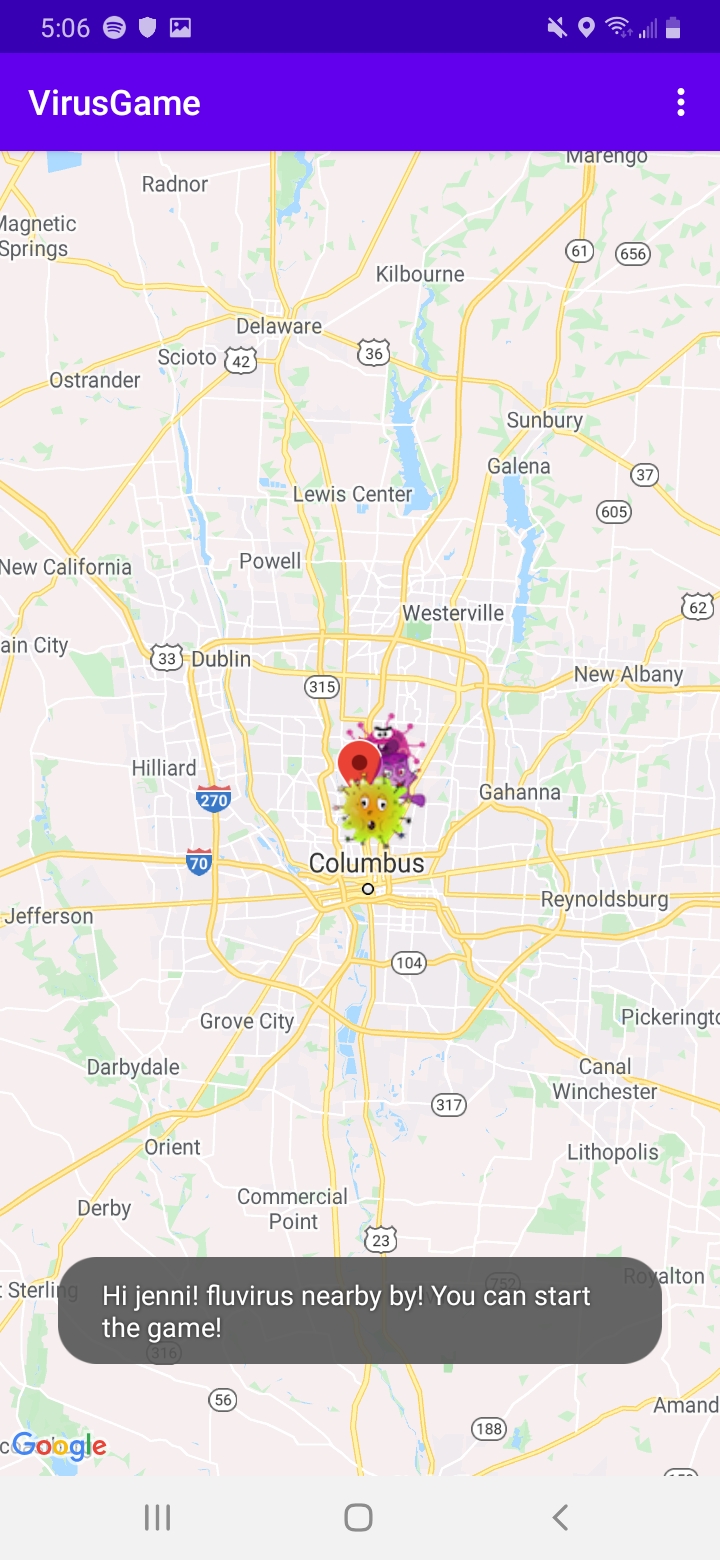 5:06
VirusGame
Marengo
Radnor
Magnetic
Springs
61
656
Kilbourne
Delaware
Scioto
42
36
Ostrander
Sunbury
Galena
37
Lewis Center
605
Powell
New California
Westerville
62
ain City
33
Dublin
New Albany
315
Hilliard
Gahanna
270
70
Columbus
Reynoldsburg
Jefferson
104
Grove City
Pickeringto
Darbydale
Canal
Winchester
317
Orient
Lithopolis
Derby
Commercial
Point
23
t Sterling
752
Royalton
Hi jenni! fluvirus nearby by! You can start
the game!
316
56
Amand
188
Google